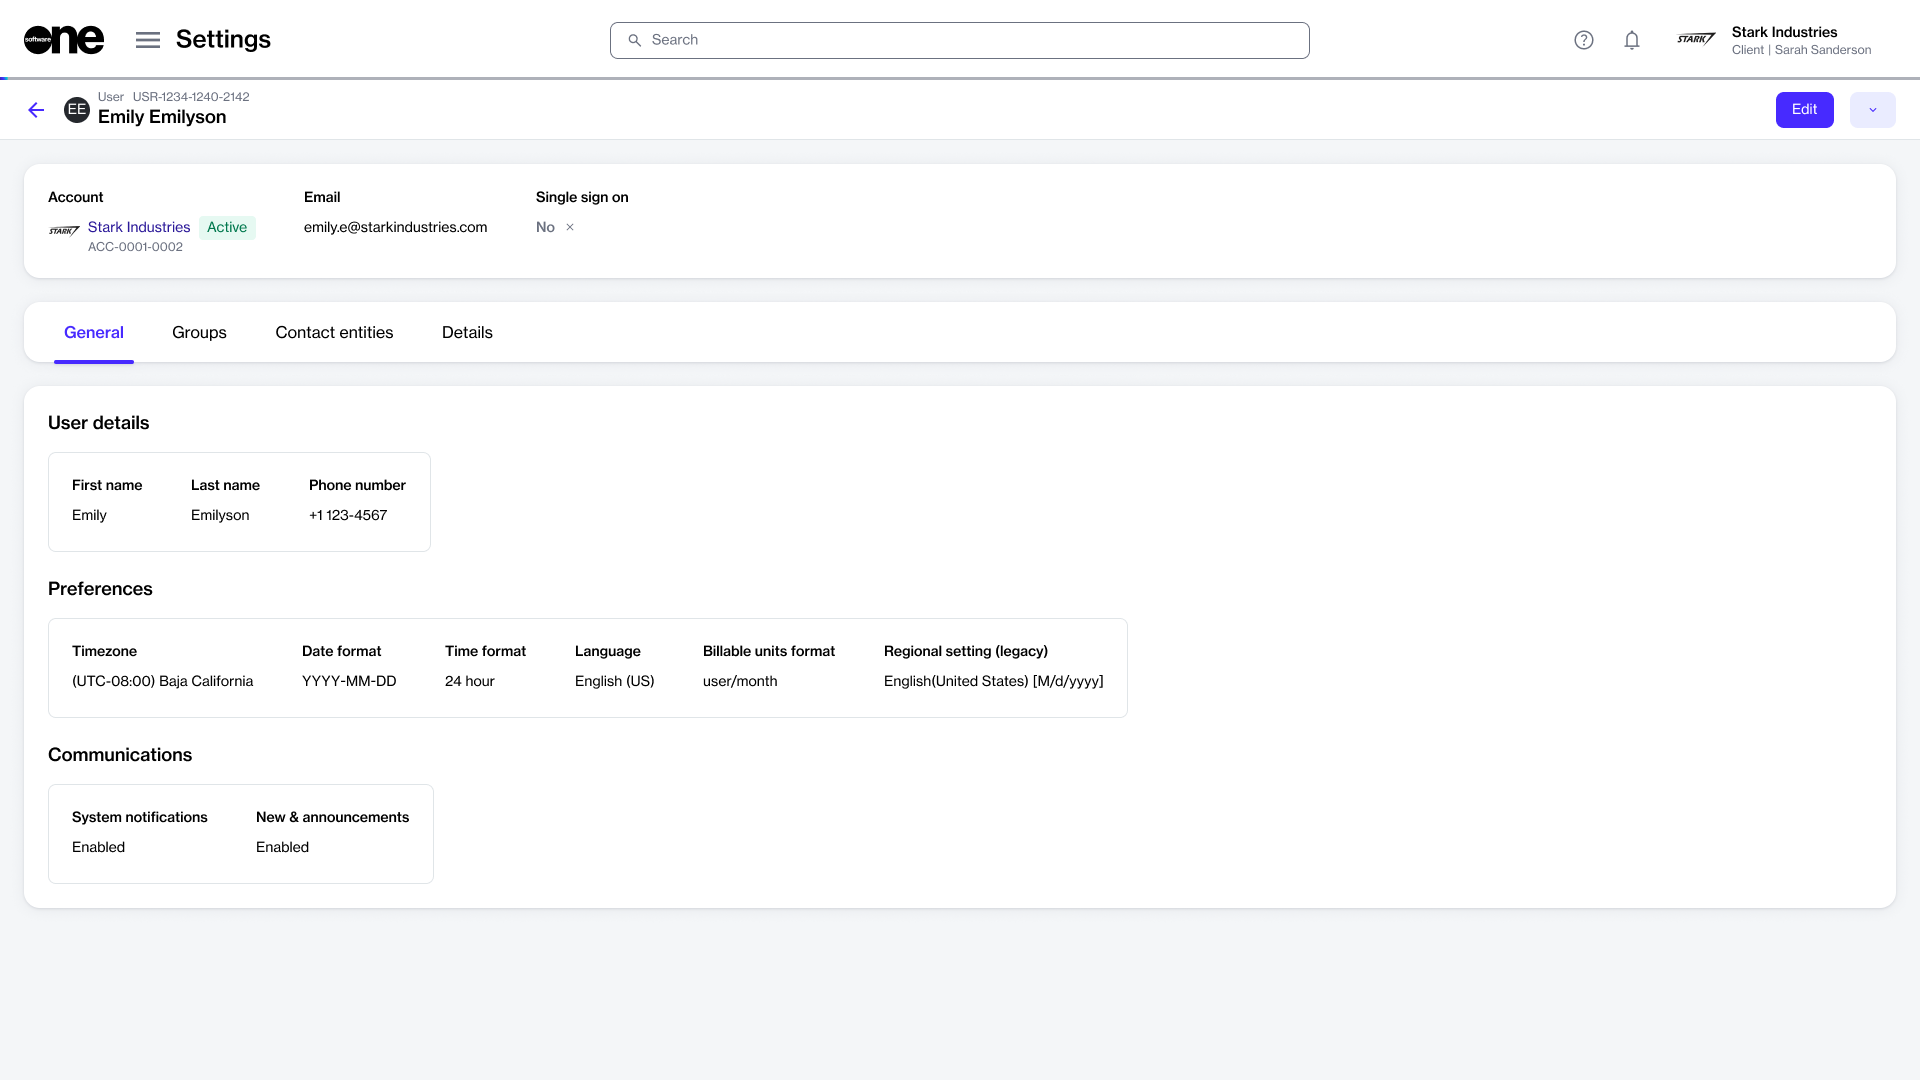 software one
Settings
Search
STARK
Stark Industries
Client | Sarah Sanderson
EE
User USR-1234-1240-2142
Emily Emilyson
Edit
Account
Email
Single sign on
STARK
Stark Industries
Active
emily.e@starkindustries.com
No
ACC-0001-0002
General
Groups
Contact entities
Details
User details
First name
Last name
Phone number
Emily
Emilyson
+1 123-4567
Preferences
Timezone
Date format
Time format
Language
Billable units format
Regional setting (legacy)
(UTC-08:00) Baja California
YYYY-MM-DD
24 hour
English (US)
user/month
English(United States) [M/d/yyyy]
Communications
System notifications
New & announcements
Enabled
Enabled